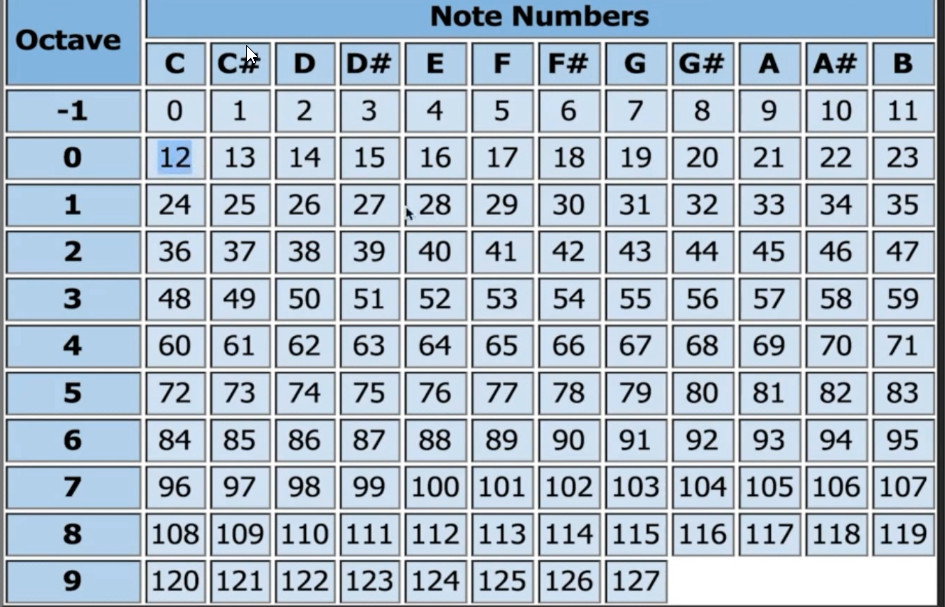 Note Numbers
Octave
C C# D D# E F F# G G# A A# B
-1 0 1 2 3 4 5 6 7 8 9 10 11
0 12 13 14 15 16 17 18 19 20 21 22 23
1 24 25 26 27 28 29 30 31 32 33 34 35
2 36 37 38 39 40 41 42 43 44 45 46 47
3 48 49 50 51 52 53 54 55 56 57 58 59
4 60 61 62 63 64 65 66 67 68 69 70 71
5 72 73 74 75 76 77 78 79 80 81 82 83
6 84 85 86 87 88 89 90 91 92 93 94 95
7 96 97 98 99 100 101 102 103 104 105 106 107
8 108 109 110 111 112 113 114 115 116 117 118 119
9 120 121 122 123 124 125 126 127